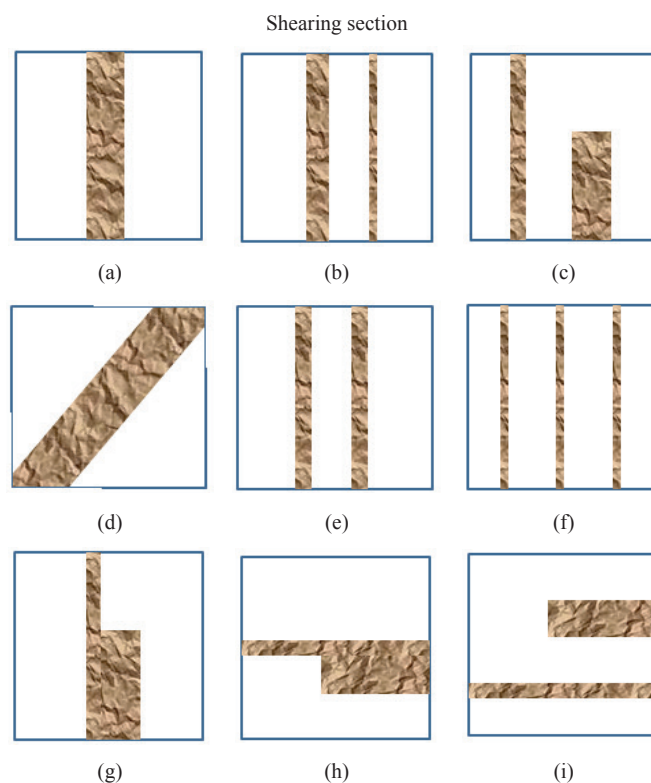 Shearing section
(a)
(b)
(c)
(d)
(e)
(f)
(g)
(h)
(i)